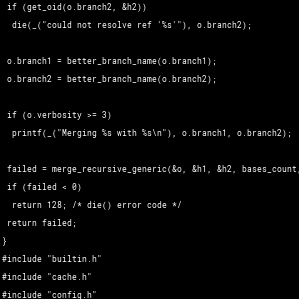 if (get_oid(o.branch2, &h2))
die(_("could not resolve ref '%s'"), o.branch2);
o.branch1 = better_branch_name(o.branch1);
o.branch2 = better_branch_name(o.branch2);
if (o.verbosity >= 3)
printf(_("Merging %s with %s\n"), o.branch1, o.branch2);
failed = merge_recursive_generic(&o, &h1, &h2, bases_count,
if (failed < 0)
return 128; /* die() error code */
return failed;
}
#include "builtin.h"
#include "cache.h"
#include "config.h"